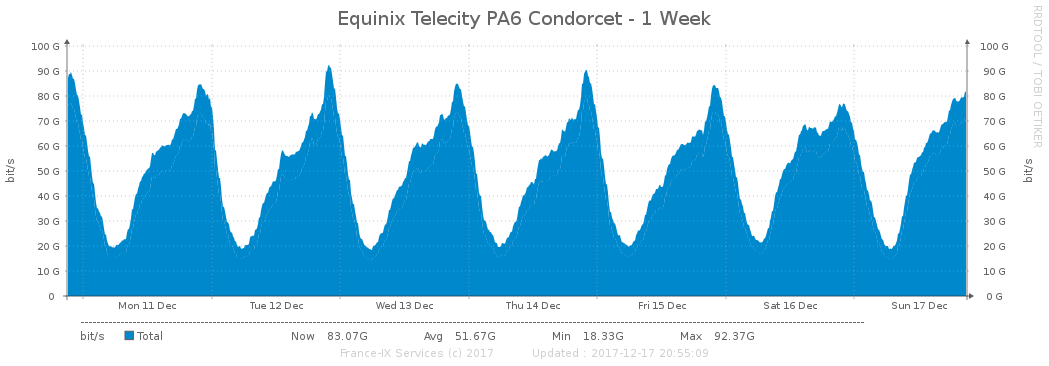 Equinix Telecity PA6 Condorcet - 1 Week
RRDTOOL / TOBI OETIKER
100 G 100 G
90 G 90 G
80 G 80 G
70 G 70 G
60 G 60 G
50 G 50 G
40 G 40 G
30 G 30 G
20 G 20 G
10 G 10 G
0 0 G
bit/s bit/s
Mon 11 Dec Tue 12 Dec Wed 13 Dec Thu 14 Dec Fri 15 Dec Sat 16 Dec Sun 17 Dec
bit/s Total Now 83.07G Avg 51.67G Min 18.33G Max 92.37G
France-IX Services (c) 2017 Updated : 2017-12-17 20:55:09